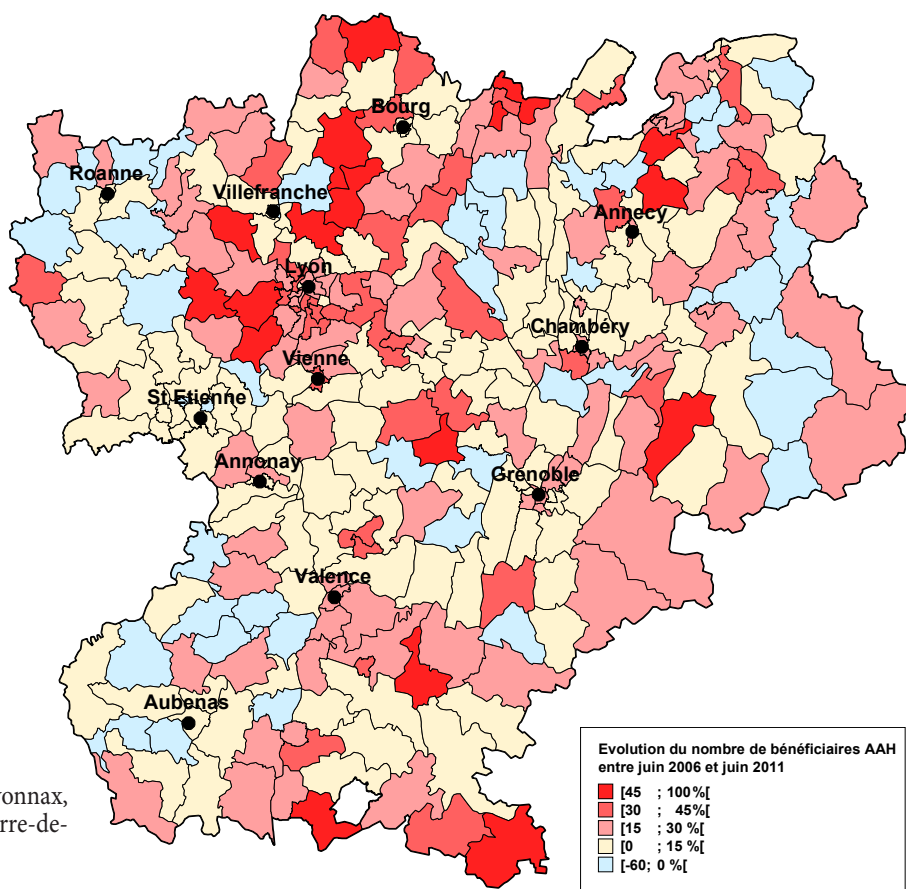 Bourg
Roanne
Villefranche
Annecy
Lyon
Chambéry
Vienne
St Etienne
Annonay
Grenoble
Valence
Aubenas
onnax,
rre-de-
Evolution du nombre de bénéficiaires AAH
entre juin 2006 et juin 2011
[45 ; 100 %[
[30 ; 45%[
[15 ; 30 %[
[0 ; 15 %[
[-60; 0 %[